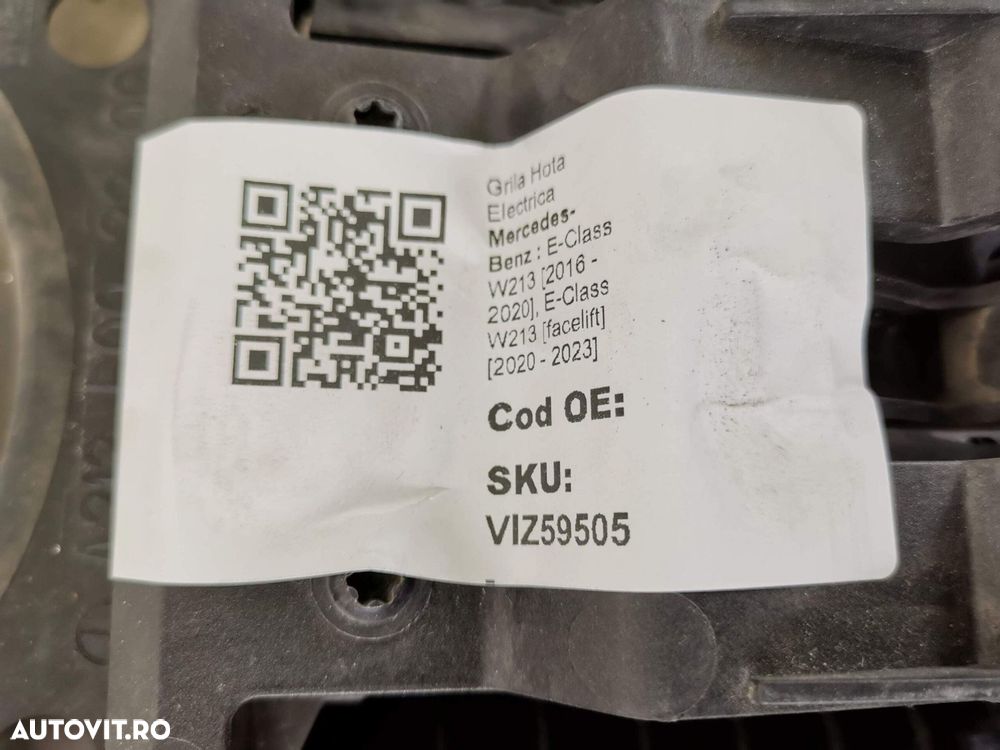 Grila Hota
Electrica
Mercedes-
Benz : E-Class
W213 [2016 -
2020], E-Class
W213 [facelift]
[2020 - 2023]
Cod OE:
SKU:
VIZ59505
AUTOVIT.RO